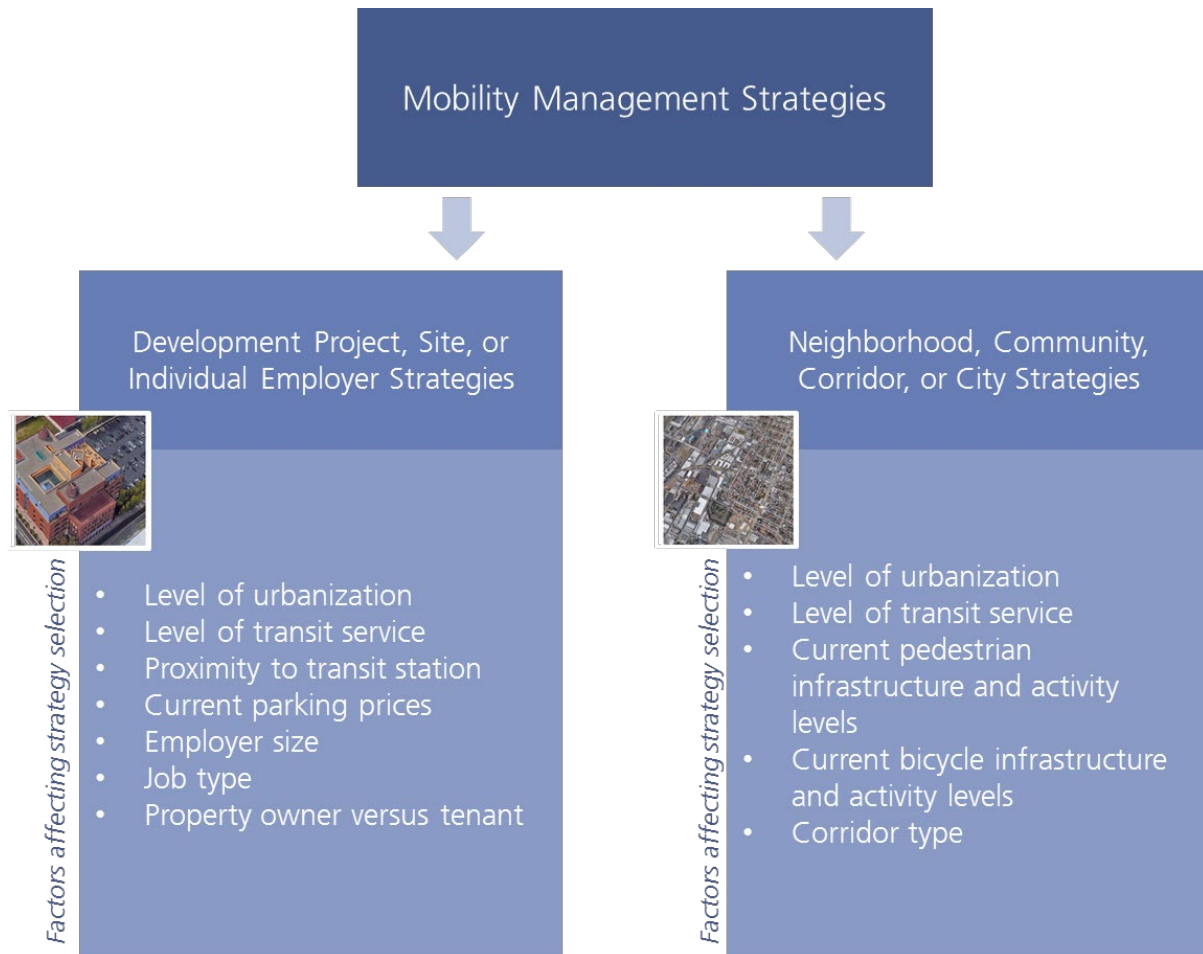 Mobility Management Strategies
Development Project, Site, or
Individual Employer Strategies
Factors affecting strategy selection
• Level of urbanization
• Level of transit service
• Proximity to transit station
• Current parking prices
• Employer size
• Job type
• Property owner versus tenant
Neighborhood, Community,
Corridor, or City Strategies
Factors affecting strategy selection
• Level of urbanization
• Level of transit service
• Current pedestrian
infrastructure and activity
levels
• Current bicycle infrastructure
and activity levels
• Corridor type